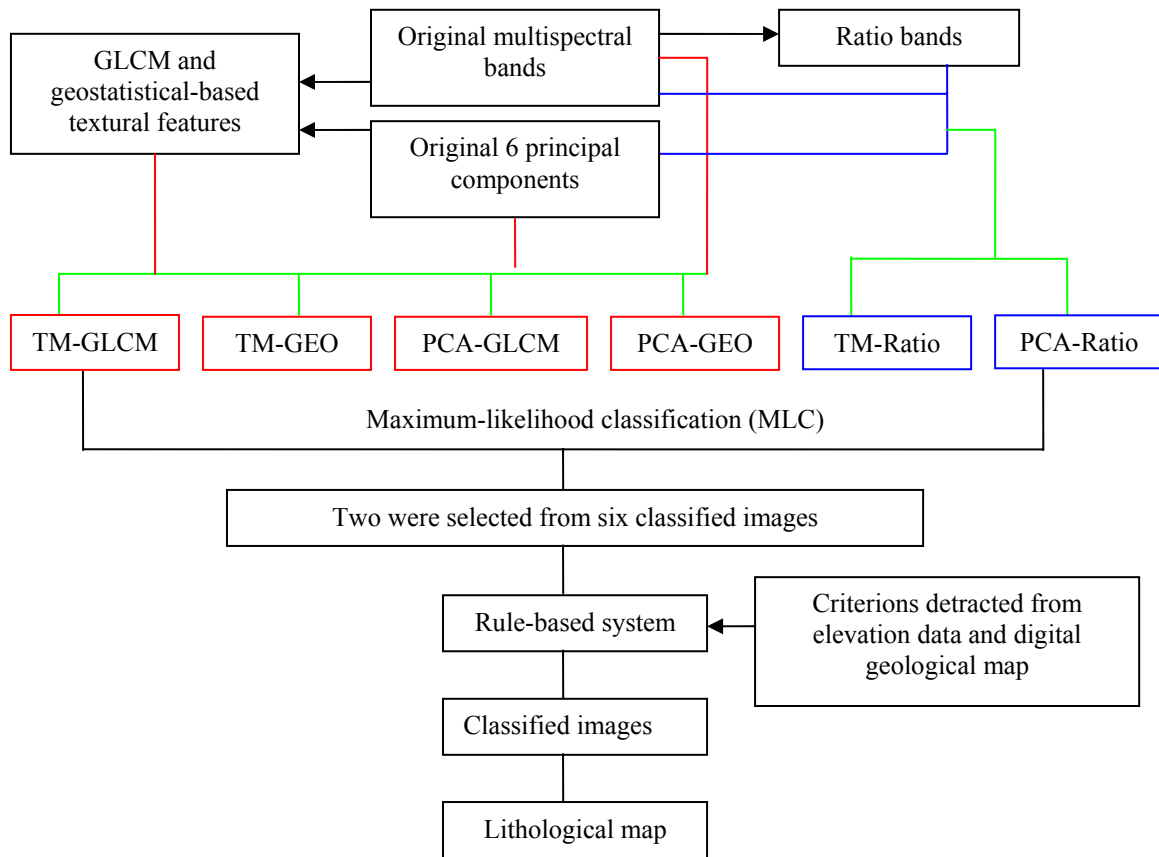 Original multispectral
bands
Ratio bands
GLCM and
geostatistical-based
textural features
Original 6 principal
components
TM-GLCM
TM-GEO
PCA-GLCM
PCA-GEO
TM-Ratio
PCA-Ratio
Maximum-likelihood classification (MLC)
Two were selected from six classified images
Rule-based system
Criterions detracted from
elevation data and digital
geological map
Classified images
Lithological map